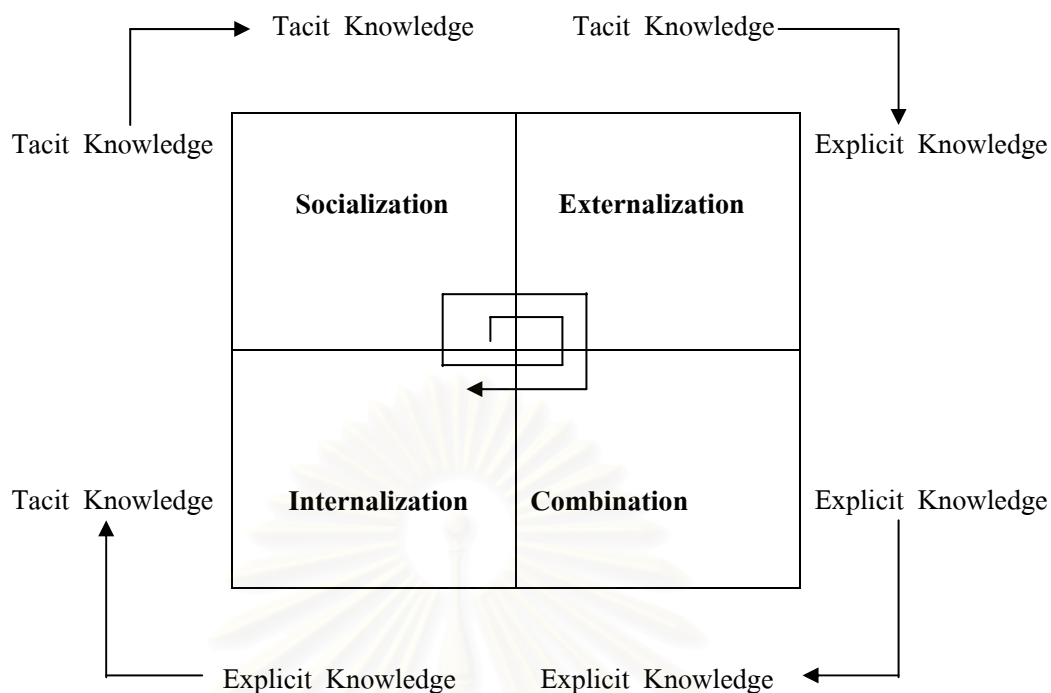 Tacit Knowledge Tacit Knowledge
Tacit Knowledge Explicit Knowledge
Socialization Externalization
Tacit Knowledge Internalization Combination Explicit Knowledge
Explicit Knowledge Explicit Knowledge